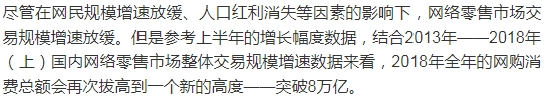 尽管在网民规模增速放缓、人口红利消失等因素的影响下，网络零售市场交
易规模增速放缓。但是参考上半年的增长幅度数据，结合2013年——2018年
（上）国内网络零售市场整体交易规模增速数据来看，2018年全年的网购消
费总额会再次拔高到一个新的高度——突破8万亿。